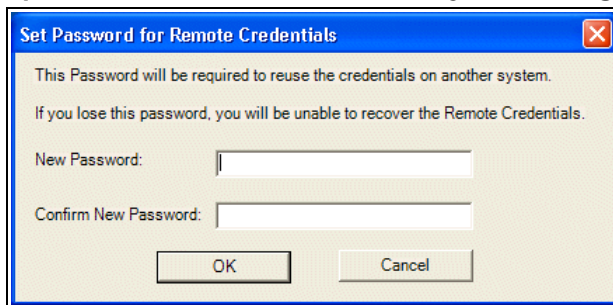 Set Password for Remote Credentials
This Password will be required to reuse the credentials on another system.
If you lose this password, you will be unable to recover the Remote Credentials.
New Password:
Confirm New Password:
OK Cancel